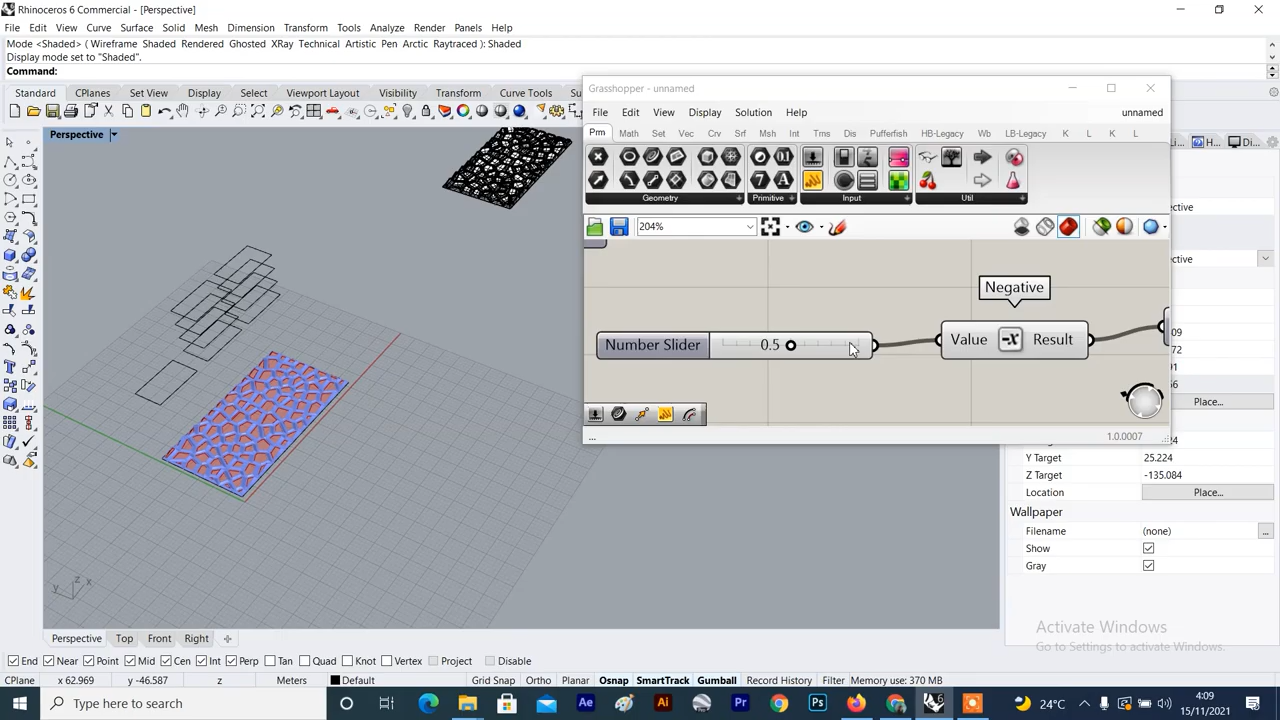 Rhinoceros 6 Commercial - [Perspective]
File Edit View Curve Surface Solid Mesh Dimension Transform Tools Analyze Render Panels Help
Mode <Shaded> ( Wireframe Shaded Rendered Ghosted XRay Technical Artistic Pen Arctic Raytraced ): Shaded
Display mode set to "Shaded".
Command:
Standard CPlanes Set View Display Select Viewport Layout Visibility Transform Curve Tools
Perspective
Grasshopper - unnamed
File Edit View Display Solution Help unnamed
Prm Math Set Vec Crv Srf Msh Int Trns Dis Pufferfish HB-Legacy Wb LB-Legacy K L K L
Geometry Primitive Input Util
204%
Negative
Number Slider 0.5 Value -X Result
... 1.0.0007
Place...
Y Target 25.224
Z Target -135.084
Location Place...
Wallpaper
Filename (none) ...
Show
Gray
Activate Windows
Go to Settings to activate Windows.
z
y x
Perspective Top Front Right
End Near Point Mid Cen Int Perp Tan Quad Knot Vertex Project Disable
CPlane x 62.969 y -46.587 z Meters Default Grid Snap Ortho Planar Osnap SmartTrack Gumball Record History Filter Memory use: 370 MB
Type here to search
24°C
4:09
15/11/2021